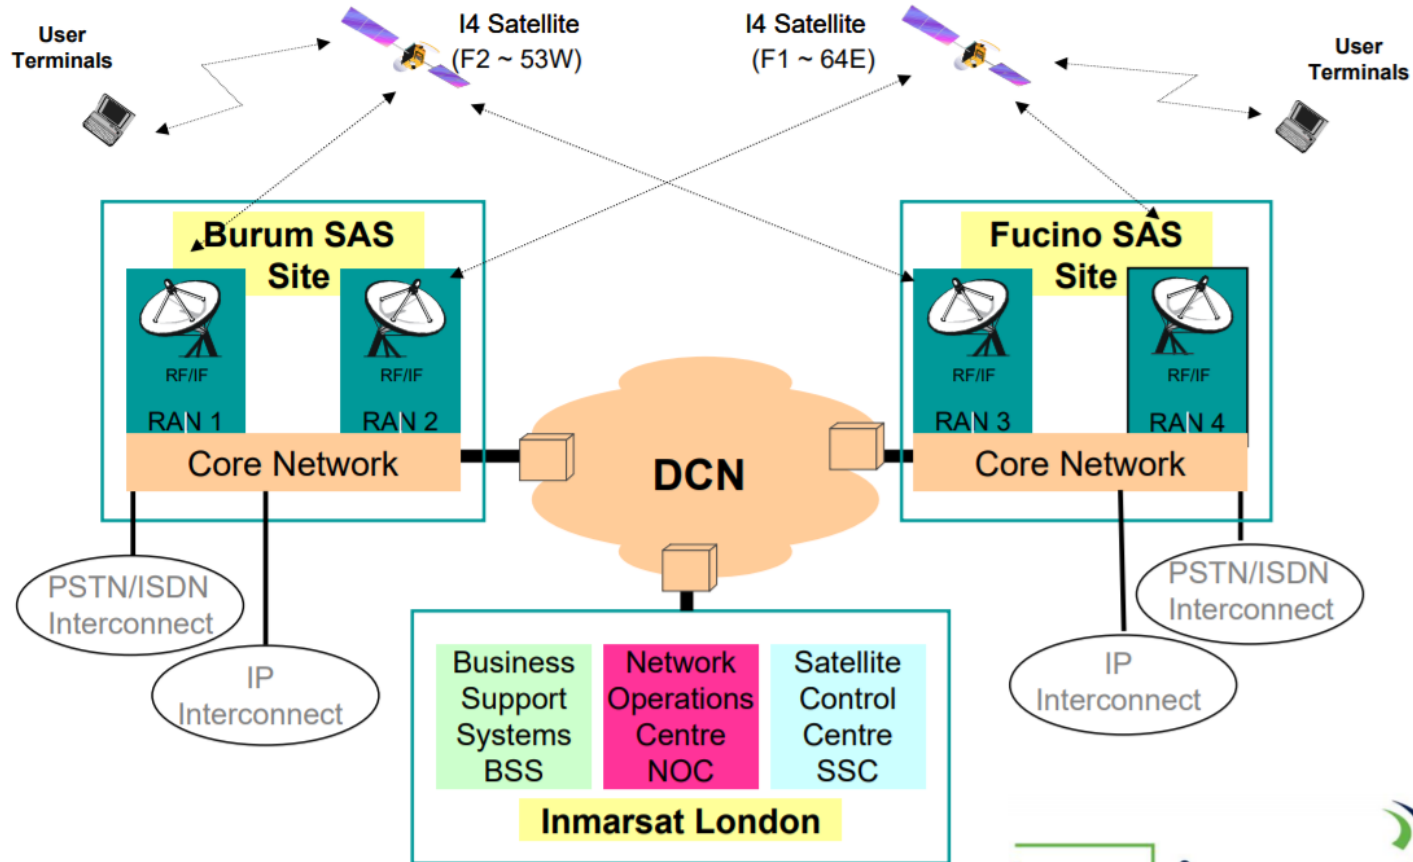 User
Terminals
I4 Satellite
(F2 ~ 53W)
I4 Satellite
(F1 ~ 64E)
User
Terminals
Burum SAS
Site
RF/IF
RAN 1
RF/IF
RAN 2
Core Network
Fucino SAS
Site
RF/IF
RAN 3
RF/IF
RAN 4
Core Network
DCN
PSTN/ISDN
Interconnect
IP
Interconnect
PSTN/ISDN
Interconnect
IP
Interconnect
Business
Support
Systems
BSS
Network
Operations
Centre
NOC
Satellite
Control
Centre
SSC
Inmarsat London